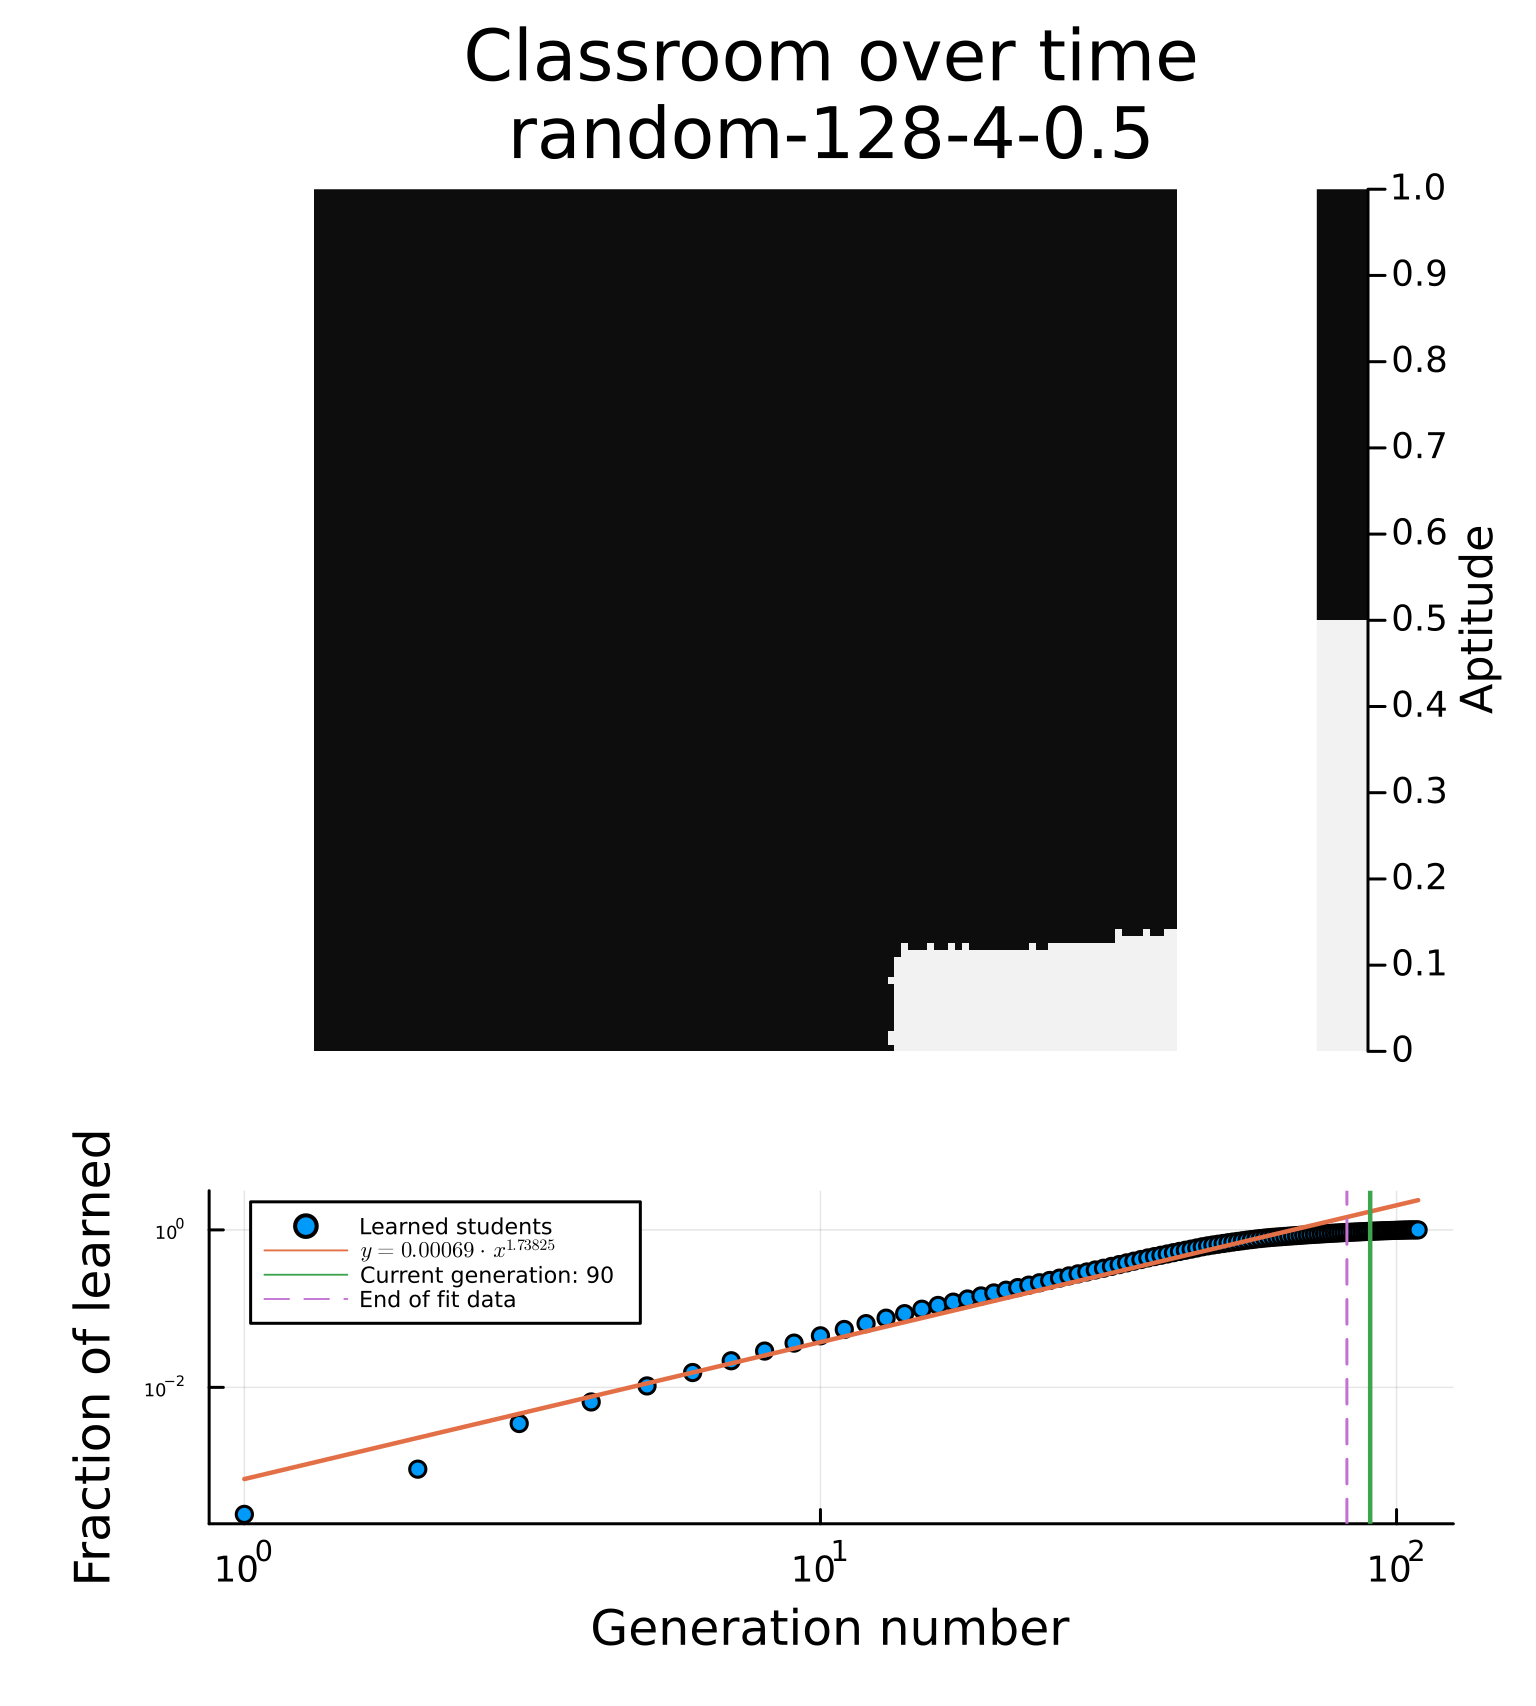 Classroom over time
random-128-4-0.5
1.0
0.9
0.8
0.7
0.6
0.5
0.4
0.3
0.2
0.1
0
Aptitude
Fraction of learned
10^0
10^-2
Learned students
y = 0.00069 · x^1.73825
Current generation: 90
End of fit data
10^0
10^1
10^2
Generation number